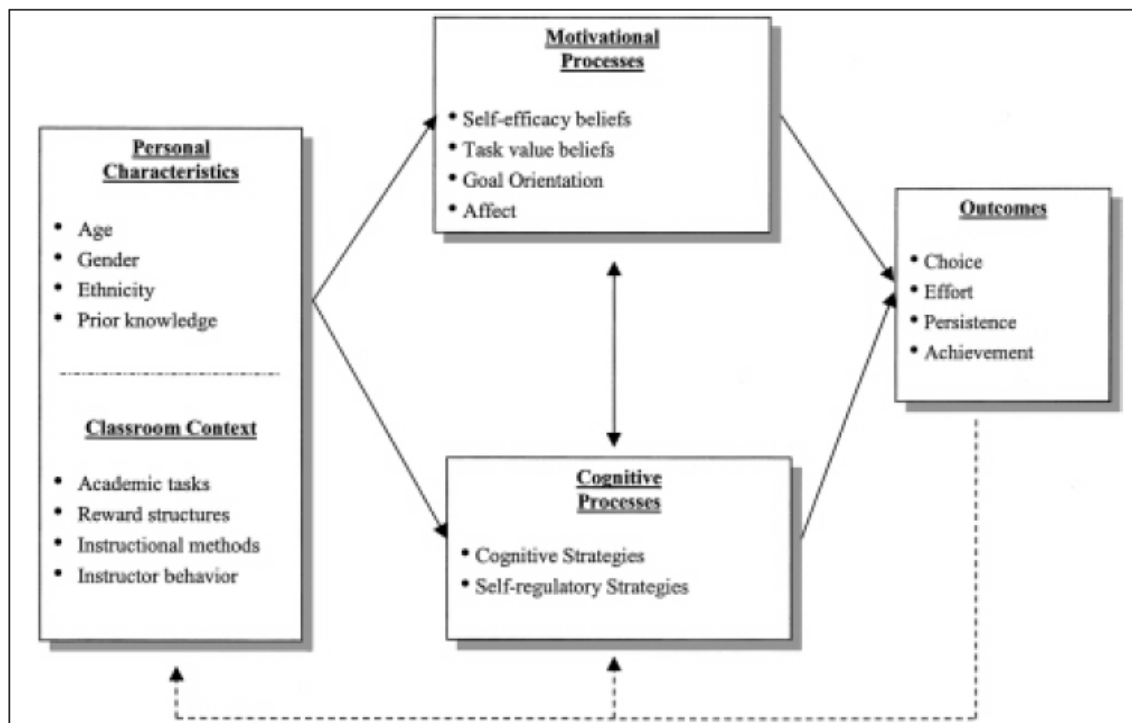 Personal
Characteristics
• Age
• Gender
• Ethnicity
• Prior knowledge
Classroom Context
• Academic tasks
• Reward structures
• Instructional methods
• Instructor behavior
Motivational
Processes
• Self-efficacy beliefs
• Task value beliefs
• Goal Orientation
• Affect
Cognitive
Processes
• Cognitive Strategies
• Self-regulatory Strategies
Outcomes
• Choice
• Effort
• Persistence
• Achievement